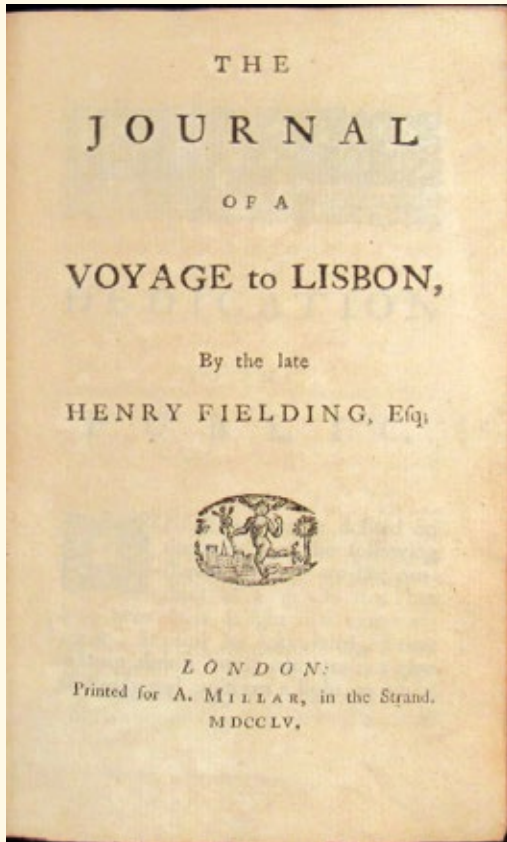 THE
JOURNAL
OF A
VOYAGE to LISBON,
By the late
HENRY FIELDING, Eſq;
LONDON:
Printed for A. MILLAR, in the Strand.
MDCCLV.